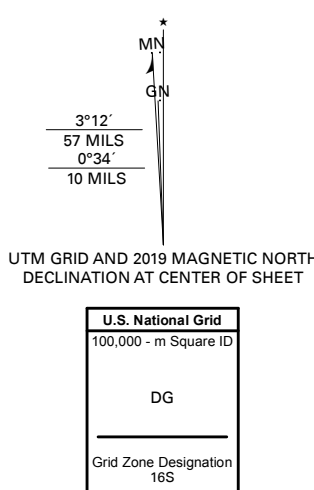 MN
GN
3°12´
57 MILS
0°34´
10 MILS
UTM GRID AND 2019 MAGNETIC NORTH
DECLINATION AT CENTER OF SHEET
U.S. National Grid
100,000 - m Square ID
DG
Grid Zone Designation
16S